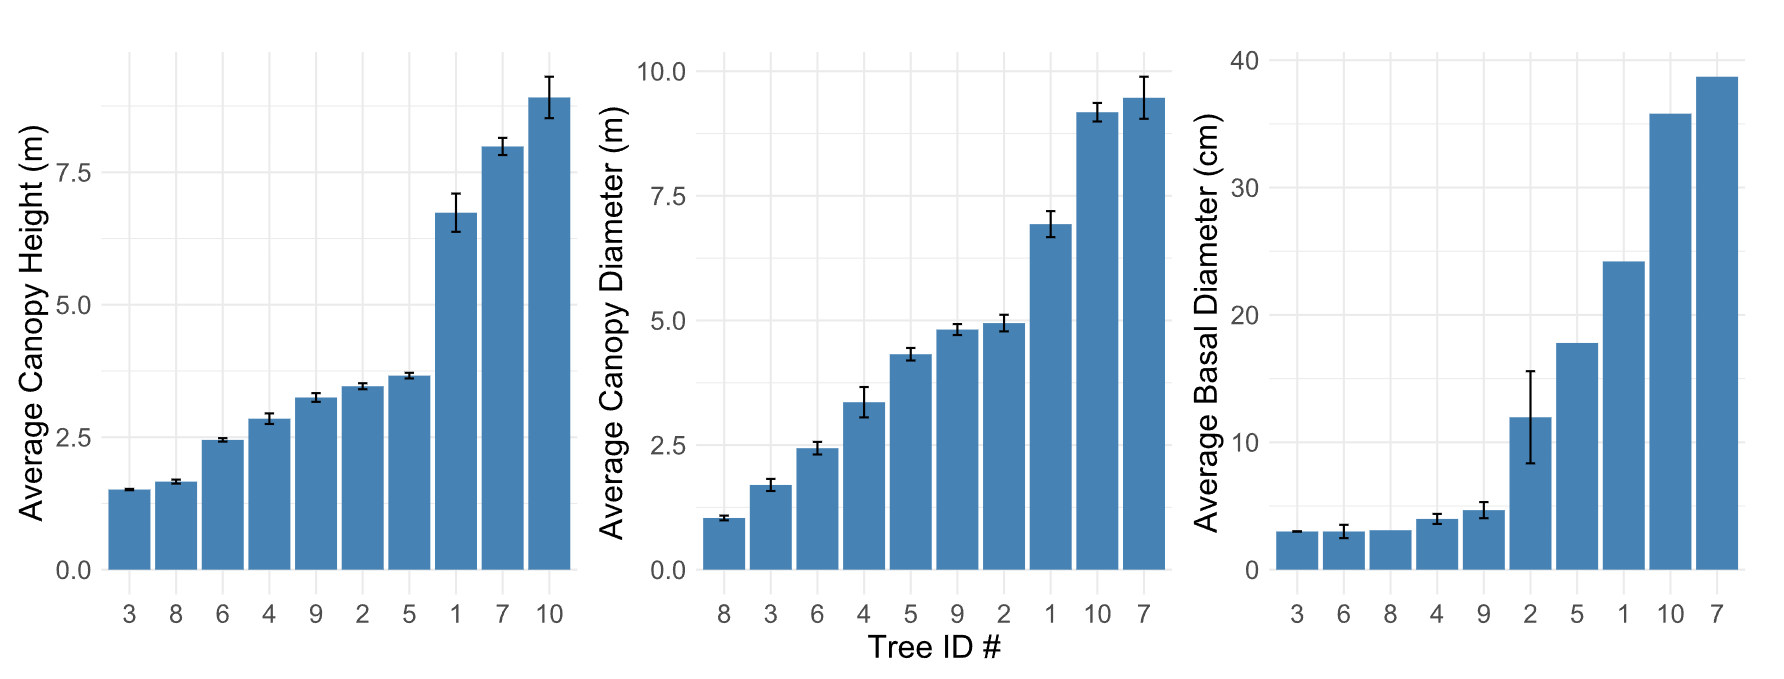 Average Canopy Height (m)
7.5
5.0
2.5
0.0
3 8 6 4 9 2 5 1 7 10
Average Canopy Diameter (m)
10.0
7.5
5.0
2.5
0.0
8 3 6 4 5 9 2 1 10 7
Tree ID #
Average Basal Diameter (cm)
40
30
20
10
0
3 6 8 4 9 2 5 1 10 7